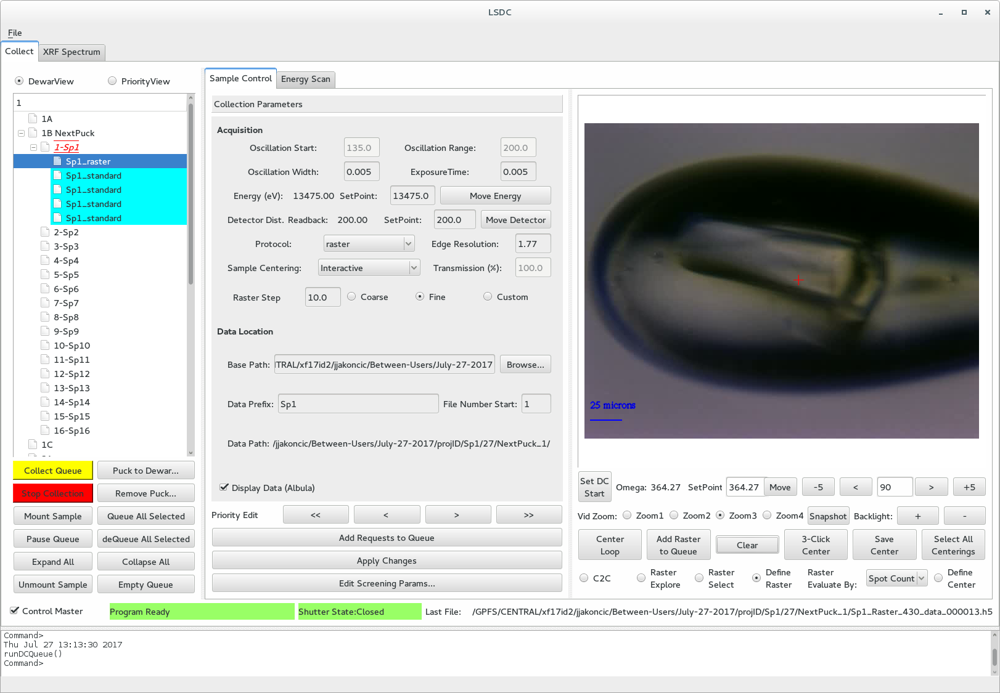 LSDC
File
Collect XRF Spectrum
DewarView PriorityView
1
1A
1B NextPuck
1-Sp1
Sp1_raster
Sp1_standard
Sp1_standard
Sp1_standard
Sp1_standard
2-Sp2
3-Sp3
4-Sp4
5-Sp5
6-Sp6
7-Sp7
8-Sp8
9-Sp9
10-Sp10
11-Sp11
12-Sp12
13-Sp13
14-Sp14
15-Sp15
16-Sp16
1C
Collect Queue Puck to Dewar...
Stop Collection Remove Puck...
Mount Sample Queue All Selected
Pause Queue deQueue All Selected
Expand All Collapse All
Unmount Sample Empty Queue
Sample Control Energy Scan
Collection Parameters
Acquisition
Oscillation Start: 135.0 Oscillation Range: 200.0
Oscillation Width: 0.005 ExposureTime: 0.005
Energy (eV): 13475.00 SetPoint: 13475.0 Move Energy
Detector Dist. Readback: 200.00 SetPoint: 200.0 Move Detector
Protocol: raster Edge Resolution: 1.77
Sample Centering: Interactive Transmission (%): 100.0
Raster Step 10.0 Coarse Fine Custom
Data Location
Base Path: TRAL/xf17id2/jjakoncic/Between-Users/July-27-2017 Browse...
Data Prefix: Sp1 File Number Start: 1
Data Path: /jjakoncic/Between-Users/July-27-2017/projID/Sp1/27/NextPuck_1/
Display Data (Albula)
Priority Edit << < > >>
Add Requests to Queue
Apply Changes
Edit Screening Params...
25 microns
Set DC Start Omega: 364.27 SetPoint 364.27 Move -5 < 90 > +5
Vid Zoom: Zoom1 Zoom2 Zoom3 Zoom4 Snapshot Backlight: + -
Center Loop Add Raster to Queue Clear 3-Click Center Save Center Select All Centerings
C2C Raster Explore Raster Select Define Raster Raster Evaluate By: Spot Count Define Center
Control Master Program Ready Shutter State:Closed Last File: /GPFS/CENTRAL/xf17id2/jjakoncic/Between-Users/July-27-2017/projID/Sp1/27/NextPuck_1/Sp1_Raster_430_data_000013.h5
Command>
Thu Jul 27 13:13:30 2017
runDCQueue()
Command>